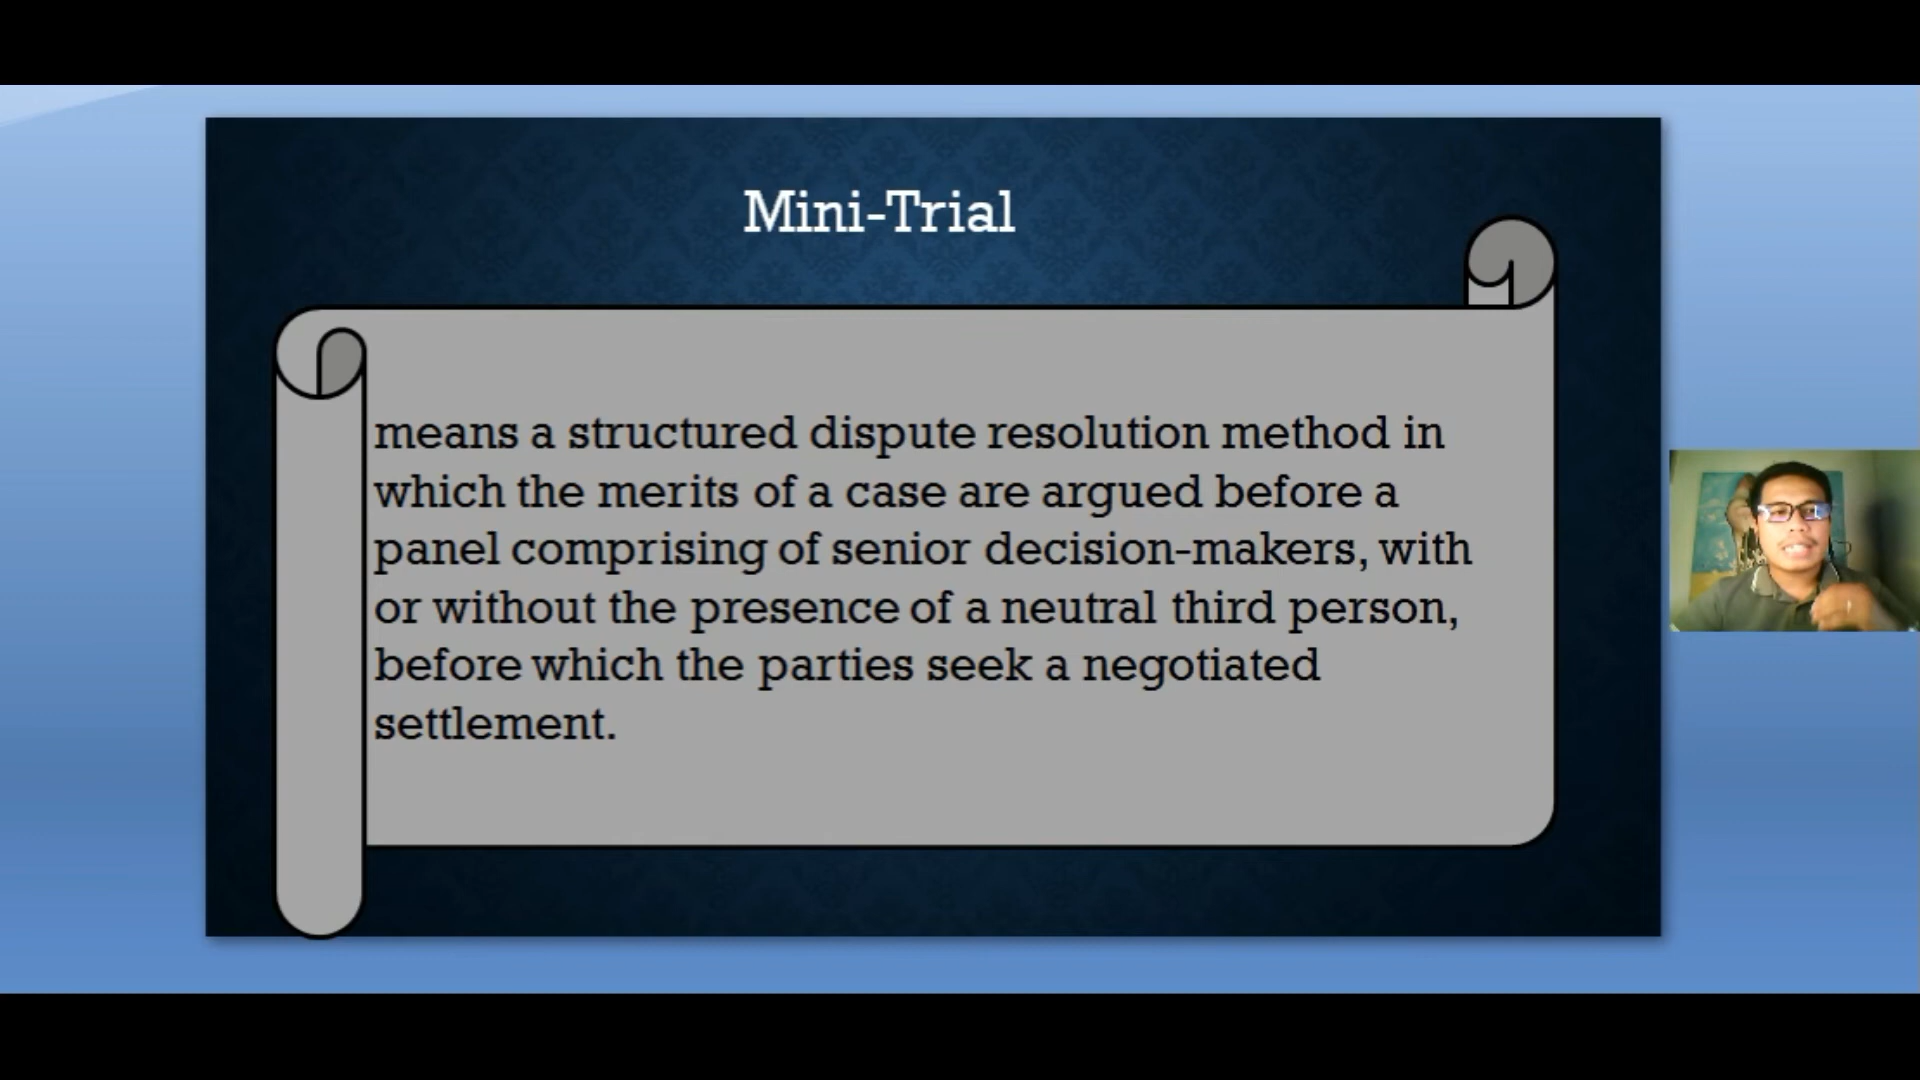 Mini-Trial
means a structured dispute resolution method in
which the merits of a case are argued before a
panel comprising of senior decision-makers, with
or without the presence of a neutral third person,
before which the parties seek a negotiated
settlement.